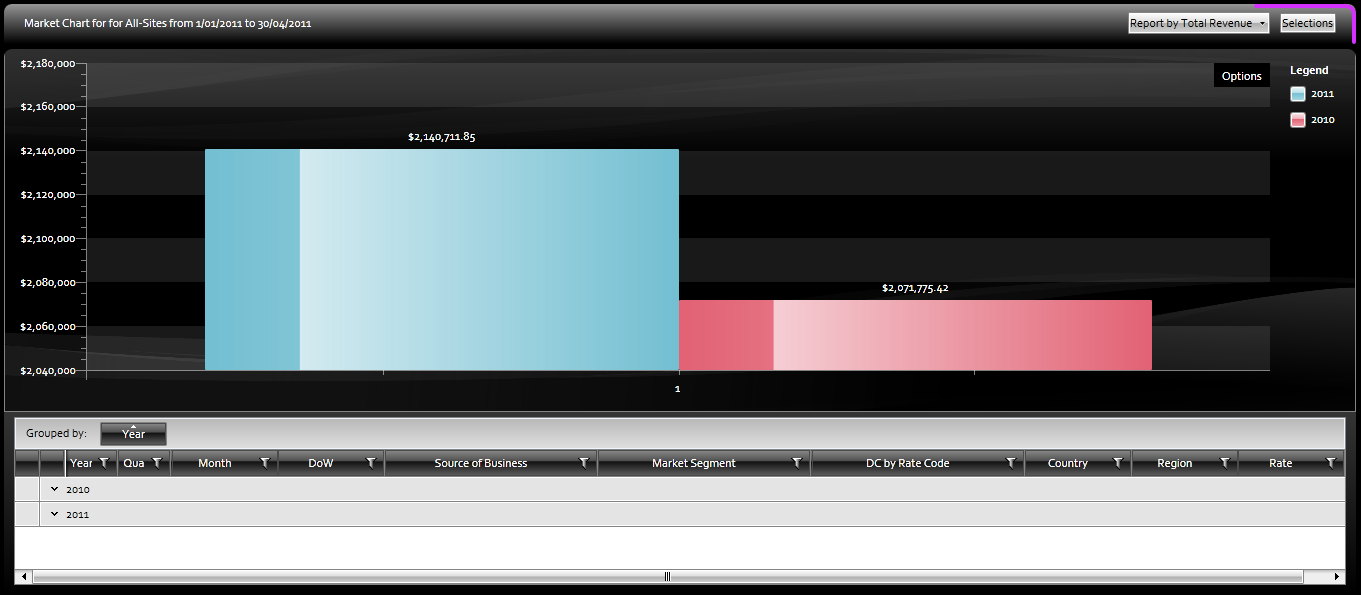 Market Chart for for All-Sites from 1/01/2011 to 30/04/2011
Report by Total Revenue
Selections
$2,180,000
$2,160,000
$2,140,000
$2,120,000
$2,100,000
$2,080,000
$2,060,000
$2,040,000
$2,140,711.85
$2,071,775.42
1
Options
Legend
2011
2010
Grouped by: Year
Year Qua Month DoW Source of Business Market Segment DC by Rate Code Country Region Rate
2010
2011